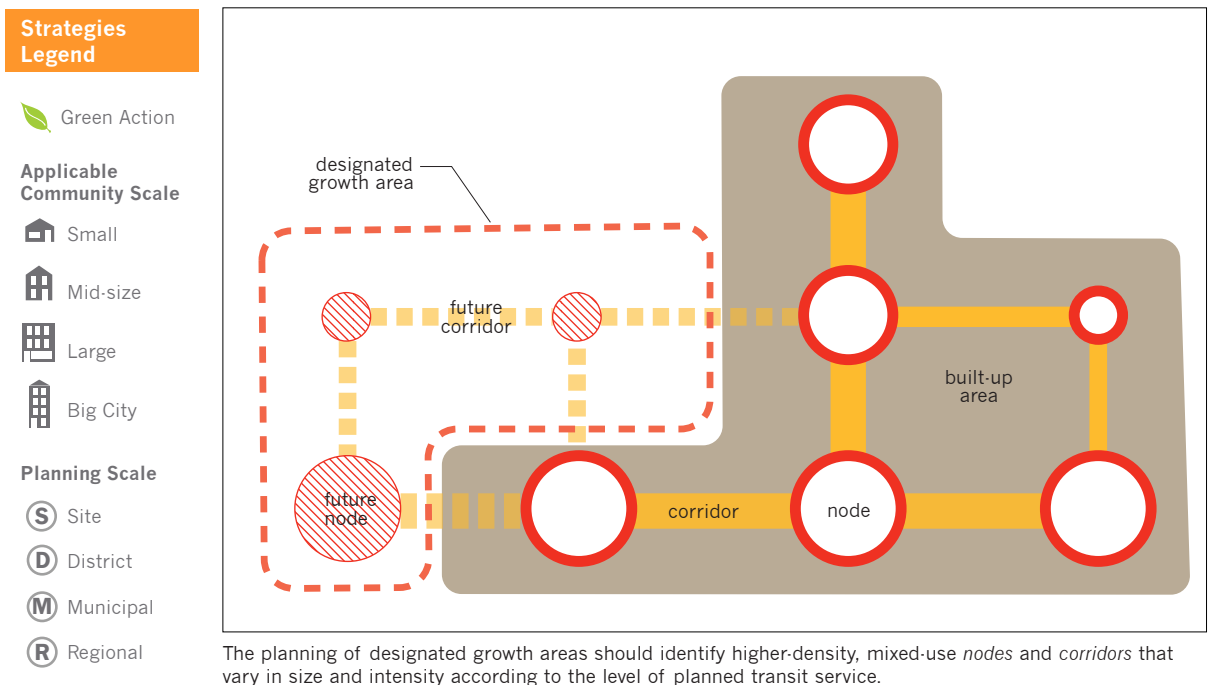 Strategies
Legend
Green Action
Applicable
Community Scale
Small
Mid-size
Large
Big City
Planning Scale
S Site
D District
M Municipal
R Regional
designated
growth area
future
corridor
built-up
area
future
node
corridor
node
The planning of designated growth areas should identify higher-density, mixed-use nodes and corridors that
vary in size and intensity according to the level of planned transit service.